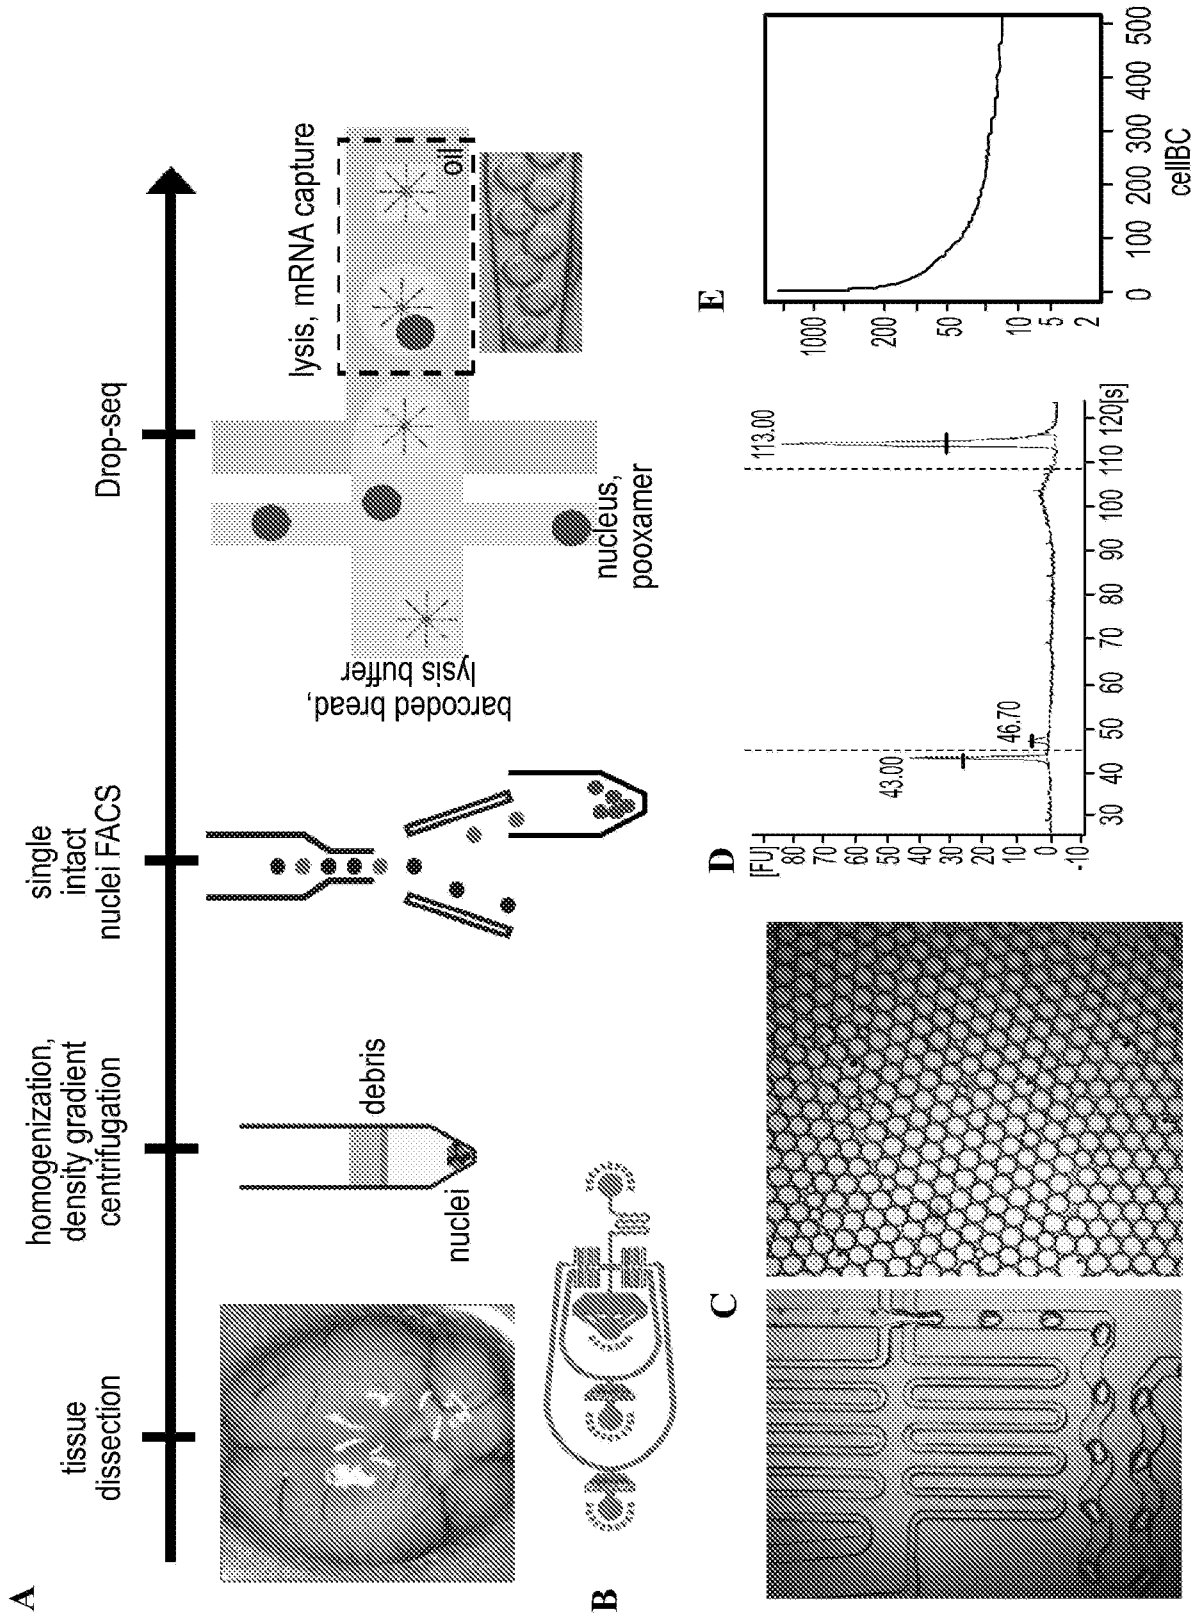 A
tissue
dissection
homogenization,
density gradient
centrifugation
single
intact
nuclei FACS
Drop-seq
debris
nuclei
barcoded bread,
lysis buffer
nucleus,
pooxamer
lysis, mRNA capture
oil
B
C
D
[FU]
80
70
60
50
40
30
20
10
0
-10
43.00
46.70
113.00
30 40 50 60 70 80 90 100 110 120[s]
E
1000
200
50
10
5
2
0 100 200 300 400 500
cellBC